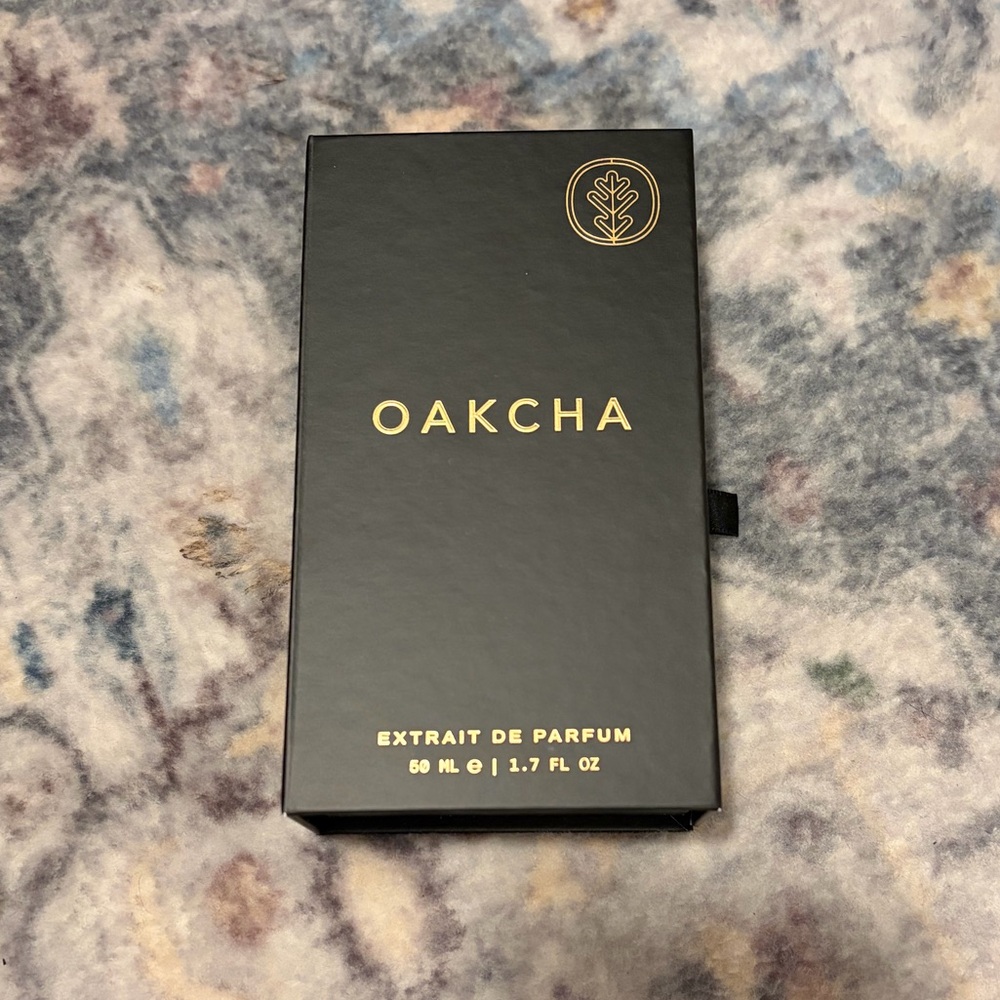 OAKCHA
EXTRAIT DE PARFUM
50 ML ℮ | 1.7 FL OZ